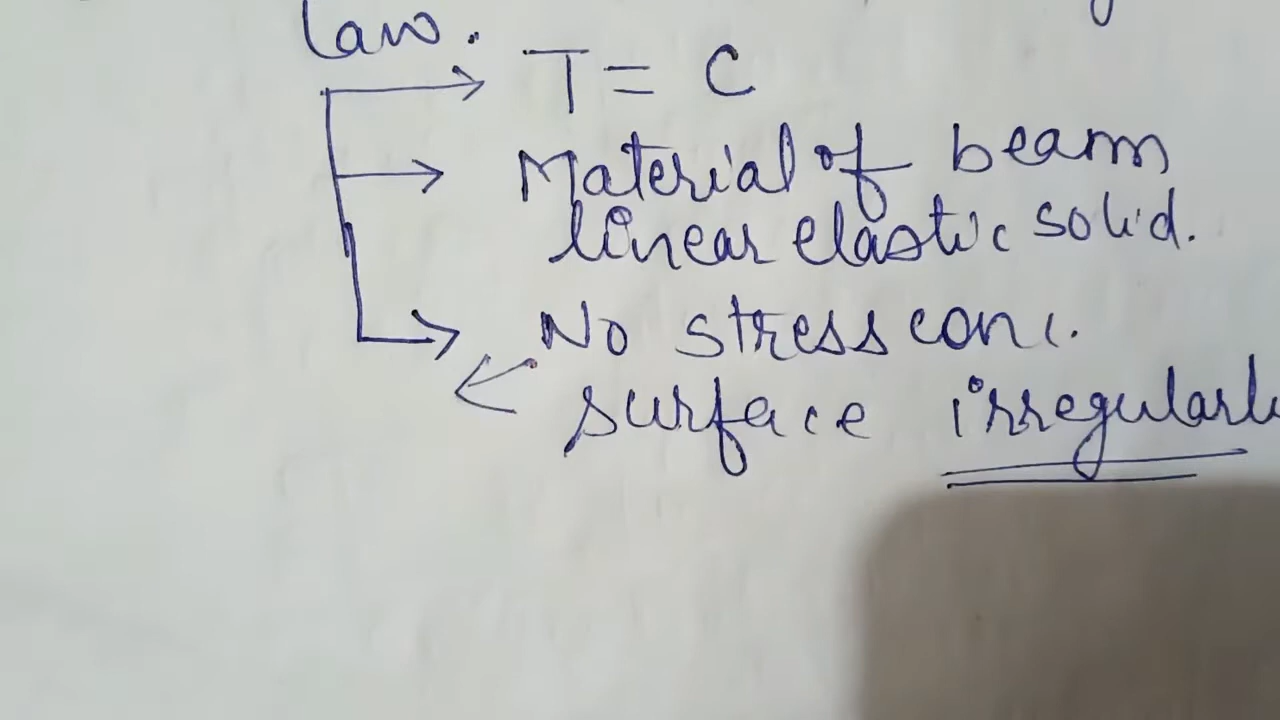 law.
T = C
Material of beam
linear elastic solid.
No stress conc.
surface